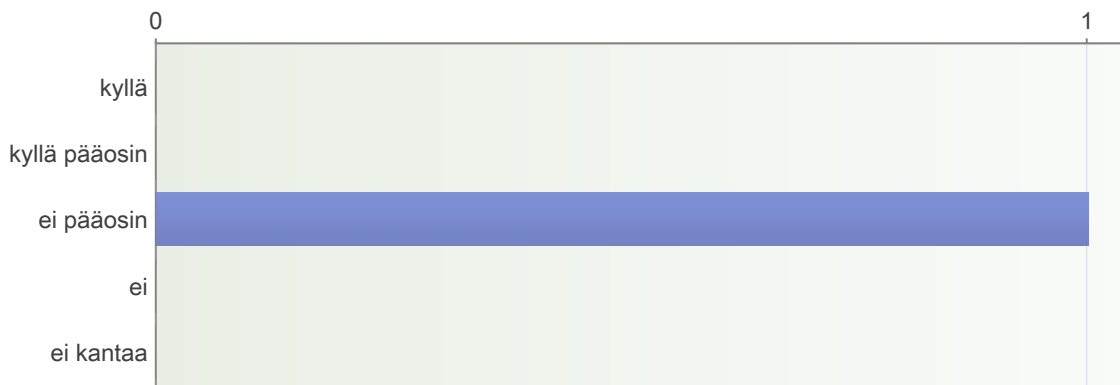 0 1
kyllä
kyllä pääosin
ei pääosin
ei
ei kantaa